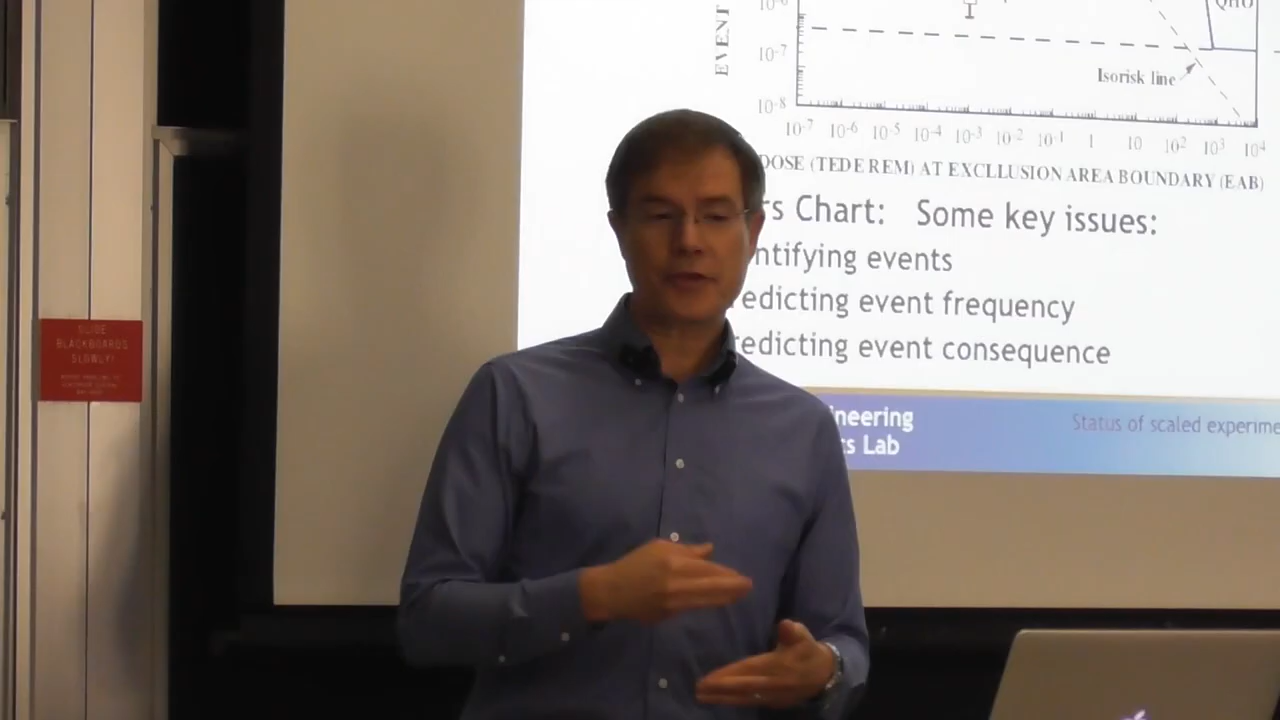 10-6
EVENT
QHO
10-7
Isorisk line
10-8
10-7 10-6 10-5 10-4 10-3 10-2 10-1 1 10 102 103 104
DOSE (TEDE REM) AT EXCLLUSION AREA BOUNDARY (EAB)
rs Chart: Some key issues:
ntifying events
redicting event frequency
redicting event consequence
ineering
cs Lab
Status of scaled experime
SLIDE
BLACKBOARDS
SLOWLY!